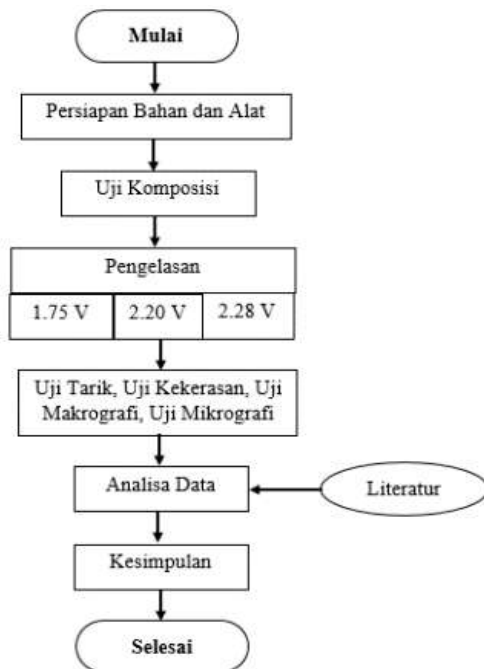 Mulai
Persiapan Bahan dan Alat
Uji Komposisi
Pengelasan
1.75 V 2.20 V 2.28 V
Uji Tarik, Uji Kekerasan, Uji
Makrografi, Uji Mikrografi
Analisa Data
Literatur
Kesimpulan
Selesai